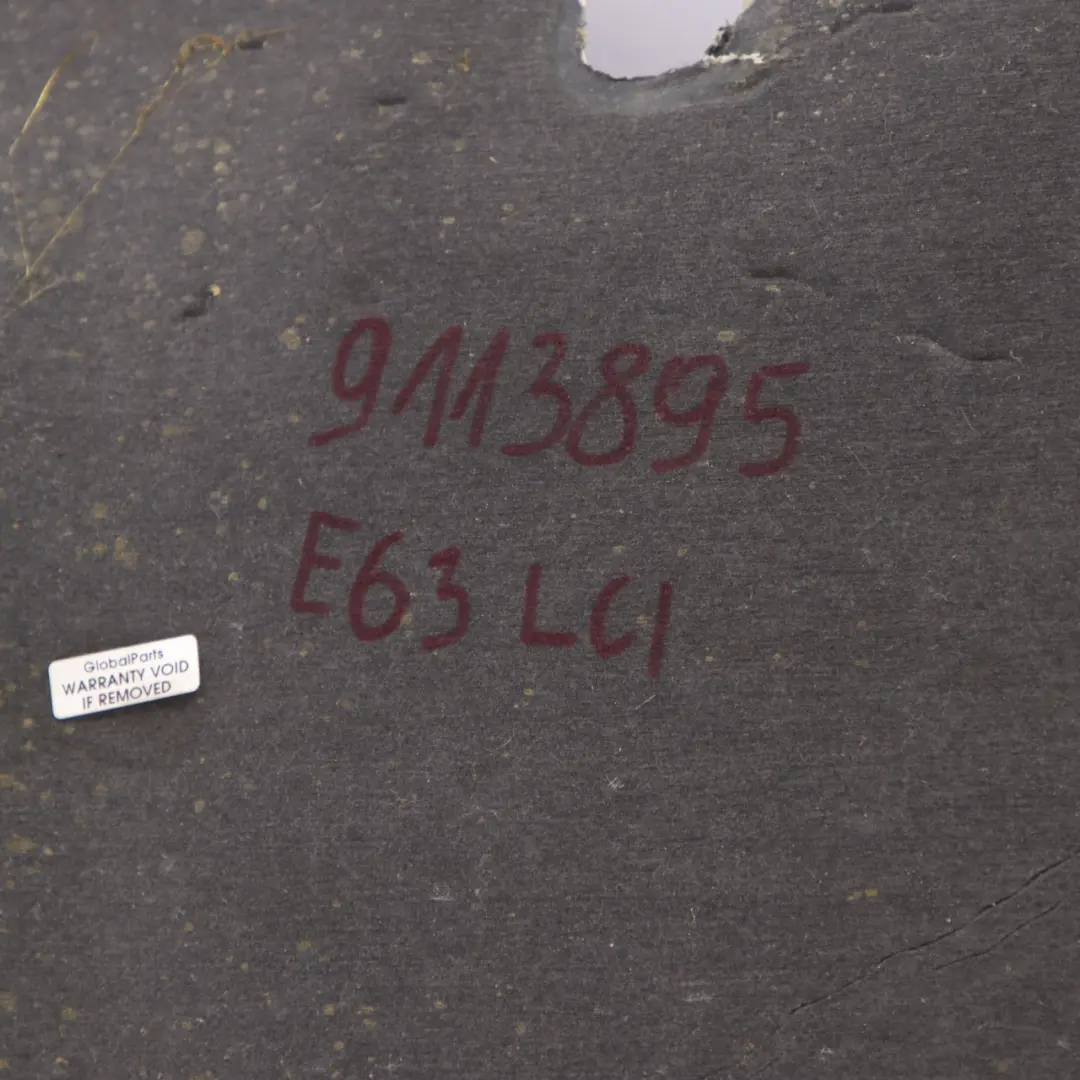 9113895
E63 LCI
GlobalParts
WARRANTY VOID
IF REMOVED